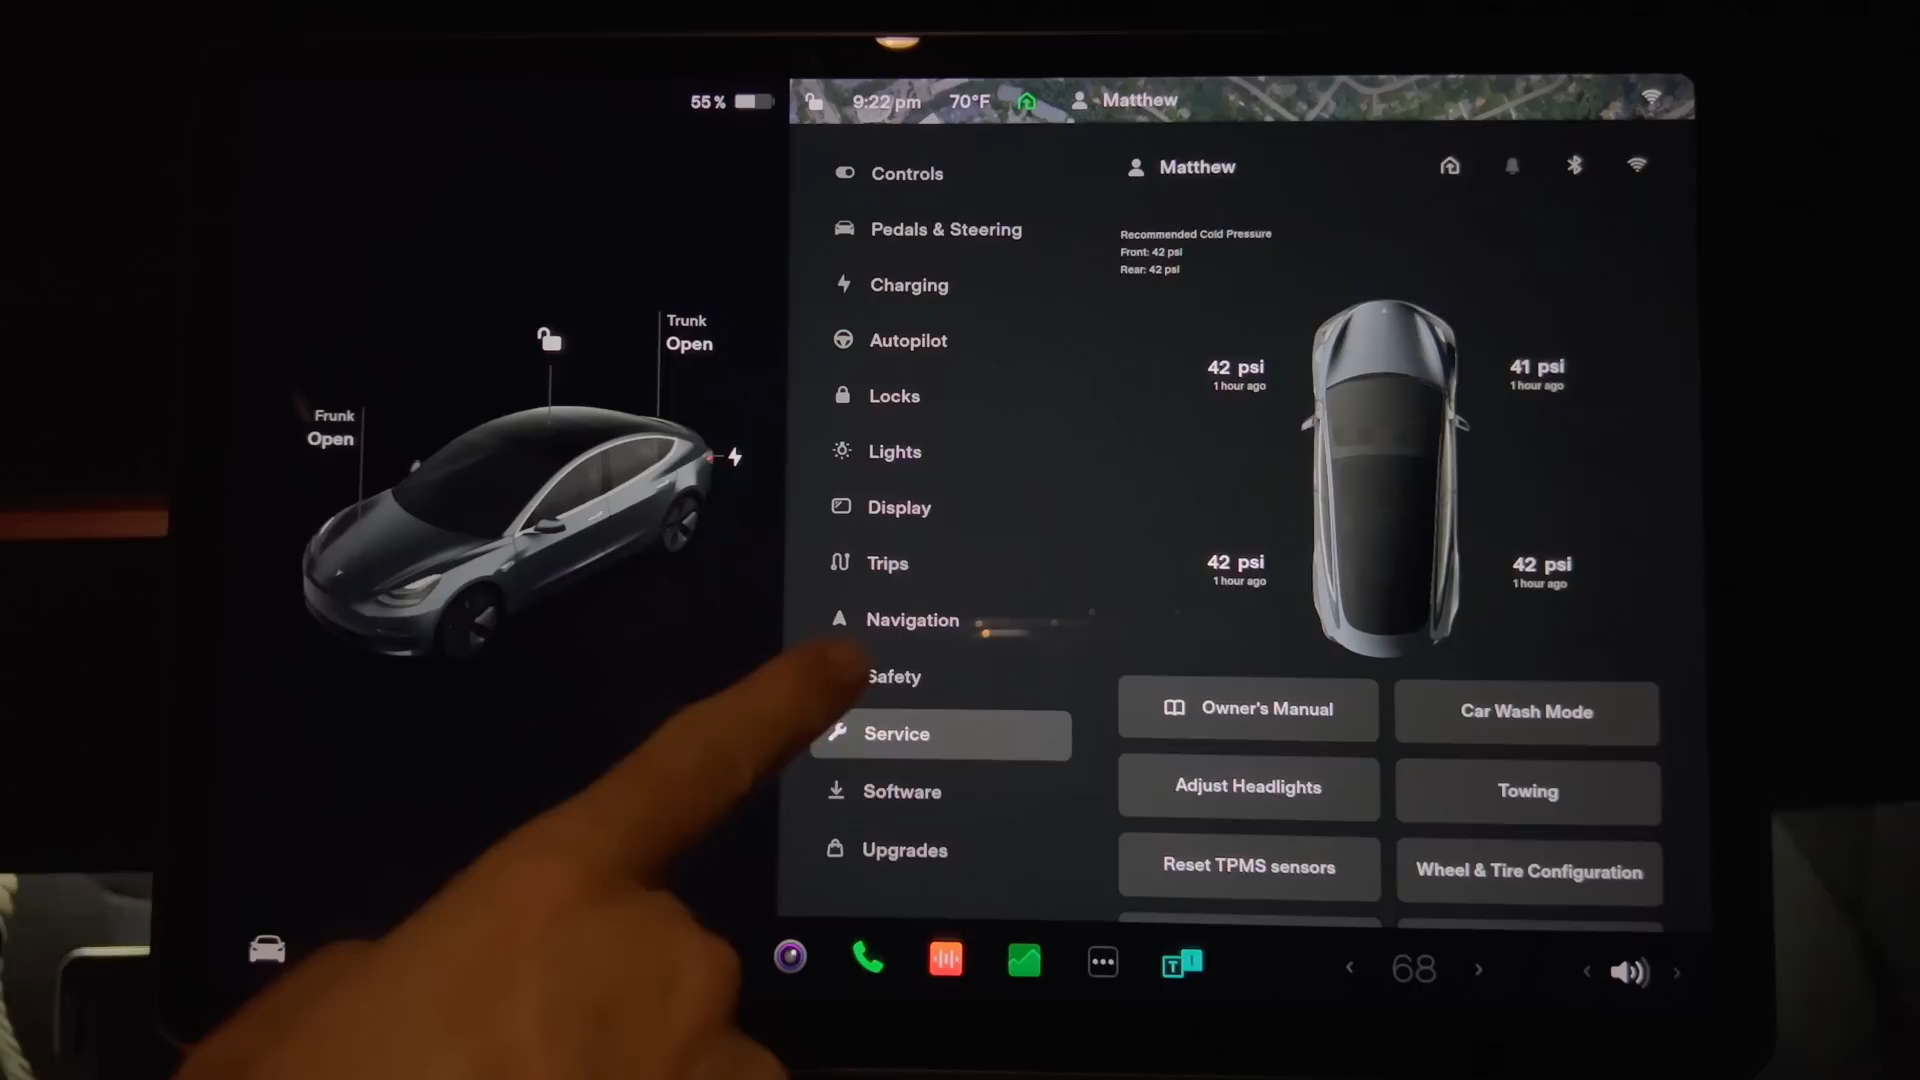 55 %
9:22 pm 70°F Matthew
Trunk
Open
Frunk
Open
Controls
Pedals & Steering
Charging
Autopilot
Locks
Lights
Display
Trips
Navigation
Safety
Service
Software
Upgrades
Matthew
Recommended Cold Pressure
Front: 42 psi
Rear: 42 psi
42 psi
1 hour ago
41 psi
1 hour ago
42 psi
1 hour ago
42 psi
1 hour ago
Owner's Manual
Car Wash Mode
Adjust Headlights
Towing
Reset TPMS sensors
Wheel & Tire Configuration
T
68